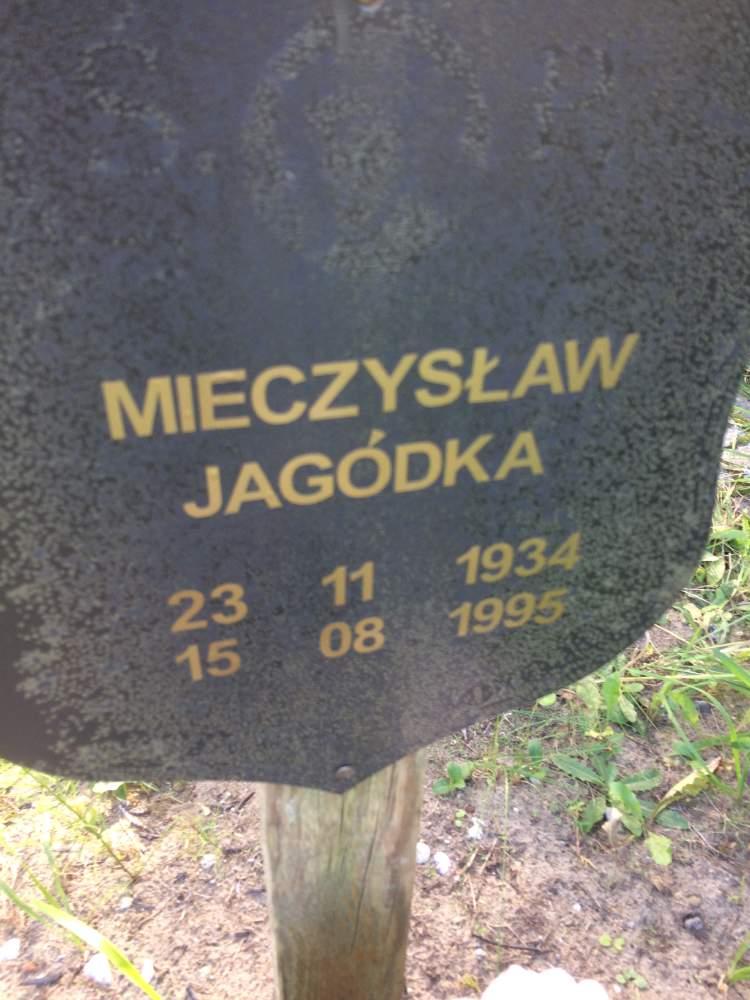 MIECZYSŁAW
JAGÓDKA
23 11 1934
15 08 1995